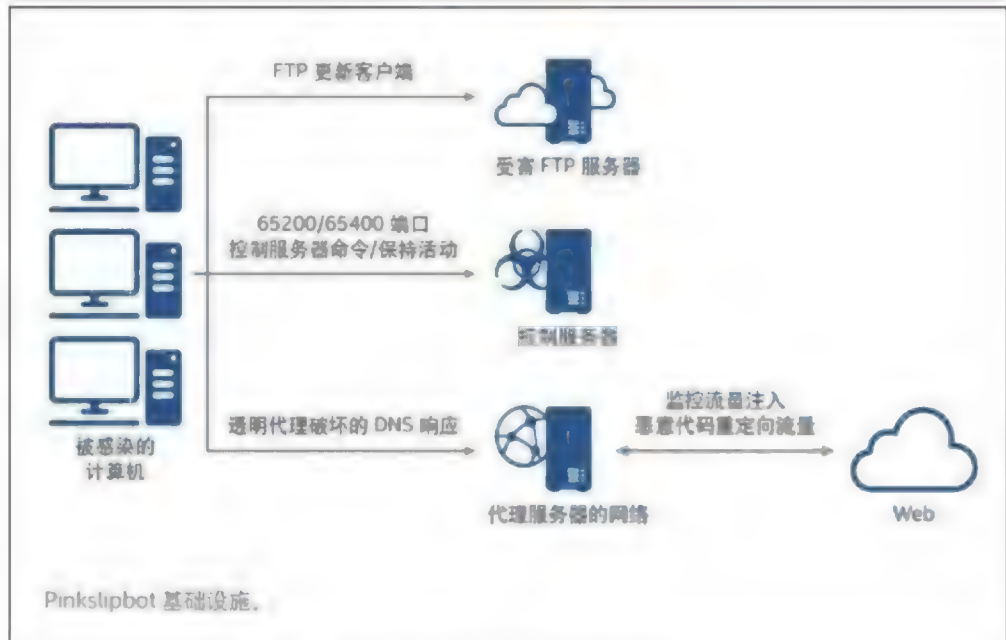 FTP 更新客户端
受害 FTP 服务器
65200/65400 端口
控制服务器命令/保持活动
控制服务器
透明代理破坏的 DNS 响应
监控流量注入
恶意代码重定向流量
被感染的
计算机
代理服务器的网络
Web
Pinkslipbot 基础设施。